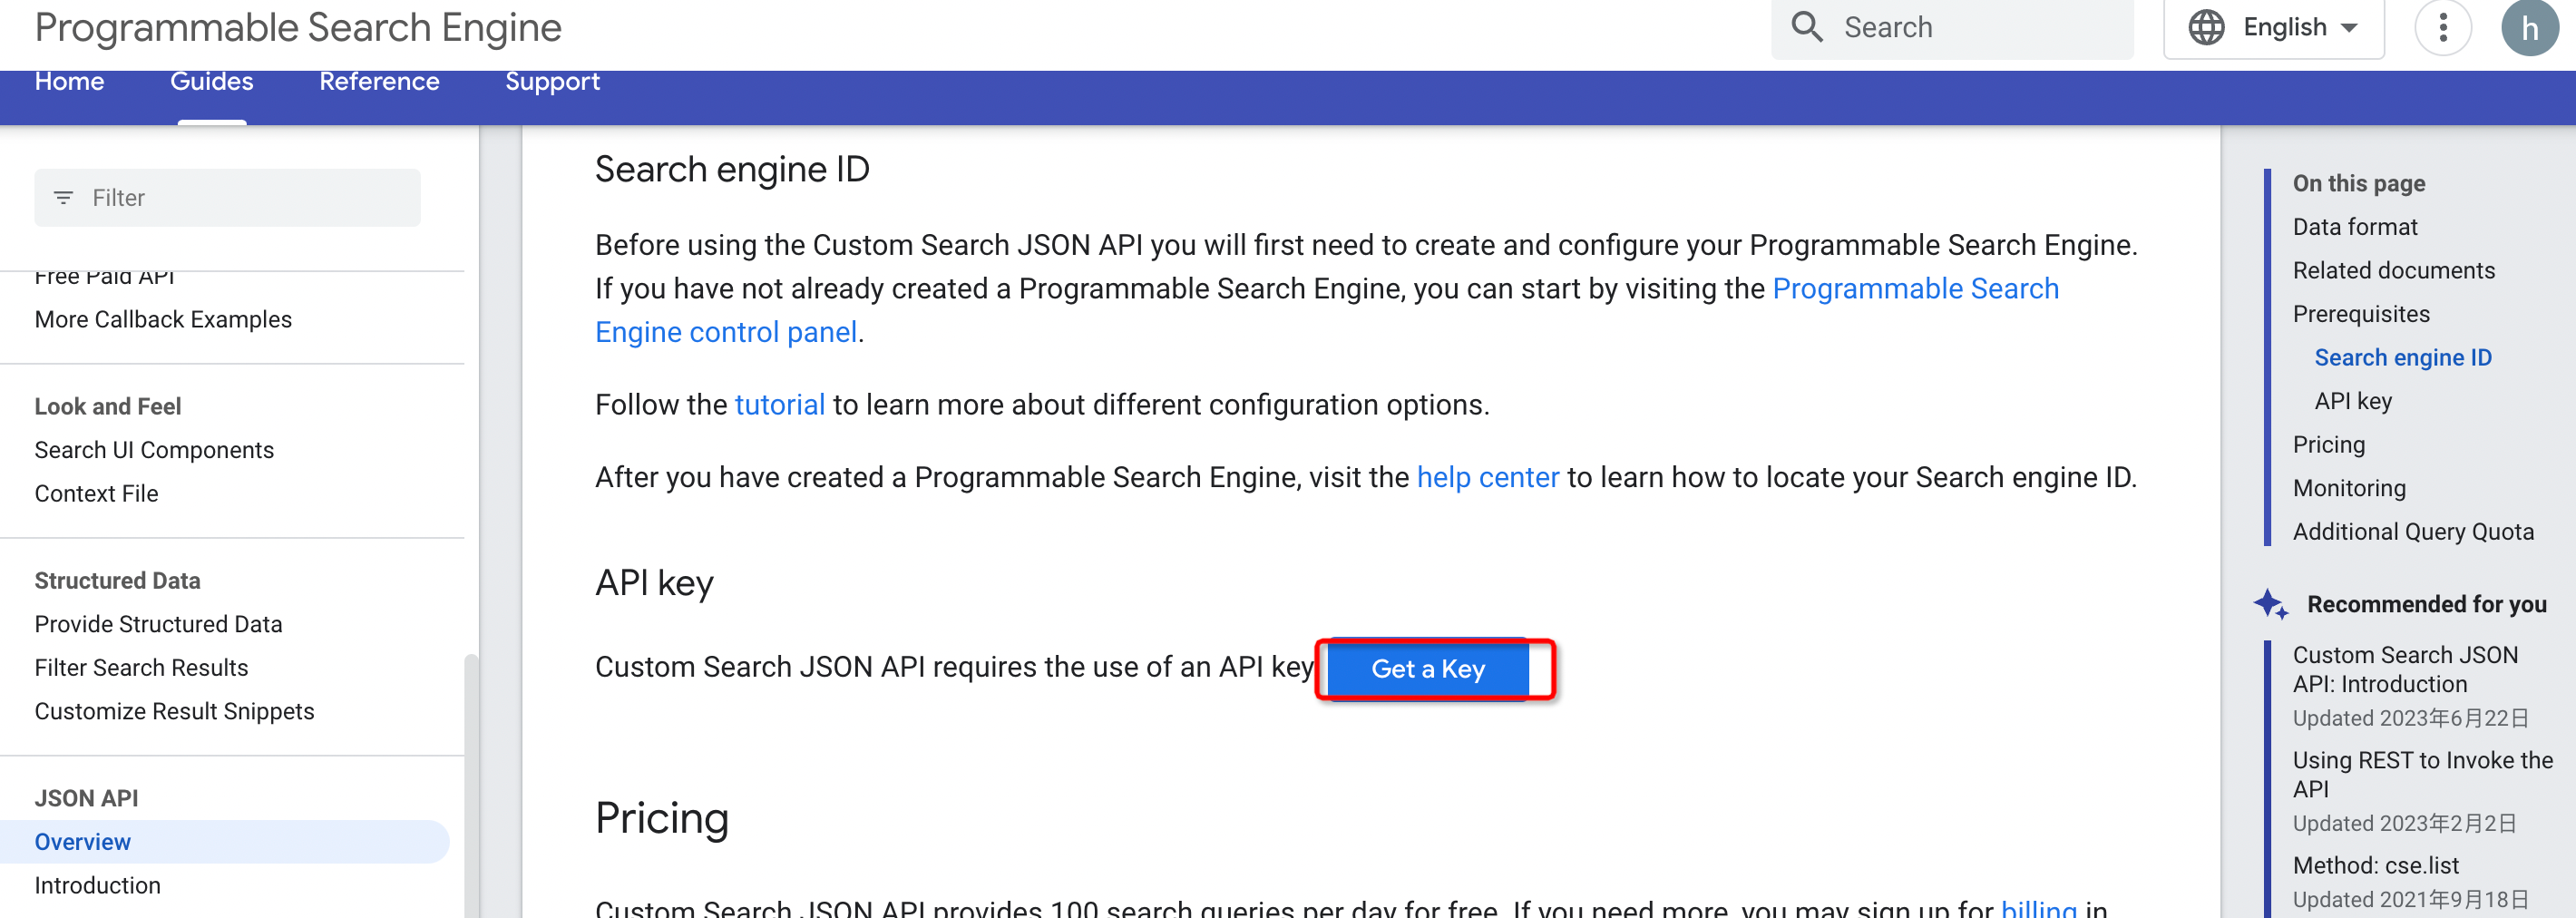 Programmable Search Engine
Search
English
h
Home
Guides
Reference
Support
Filter
Free Paid API
More Callback Examples
Look and Feel
Search UI Components
Context File
Structured Data
Provide Structured Data
Filter Search Results
Customize Result Snippets
JSON API
Overview
Introduction
Search engine ID
Before using the Custom Search JSON API you will first need to create and configure your Programmable Search Engine.
If you have not already created a Programmable Search Engine, you can start by visiting the Programmable Search
Engine control panel.
Follow the tutorial to learn more about different configuration options.
After you have created a Programmable Search Engine, visit the help center to learn how to locate your Search engine ID.
API key
Custom Search JSON API requires the use of an API key
Get a Key
Pricing
Custom Search JSON API provides 100 search queries per day for free. If you need more, you may sign up for billing in
On this page
Data format
Related documents
Prerequisites
Search engine ID
API key
Pricing
Monitoring
Additional Query Quota
Recommended for you
Custom Search JSON
API: Introduction
Updated 2023年6月22日
Using REST to Invoke the
API
Updated 2023年2月2日
Method: cse.list
Updated 2021年9月18日